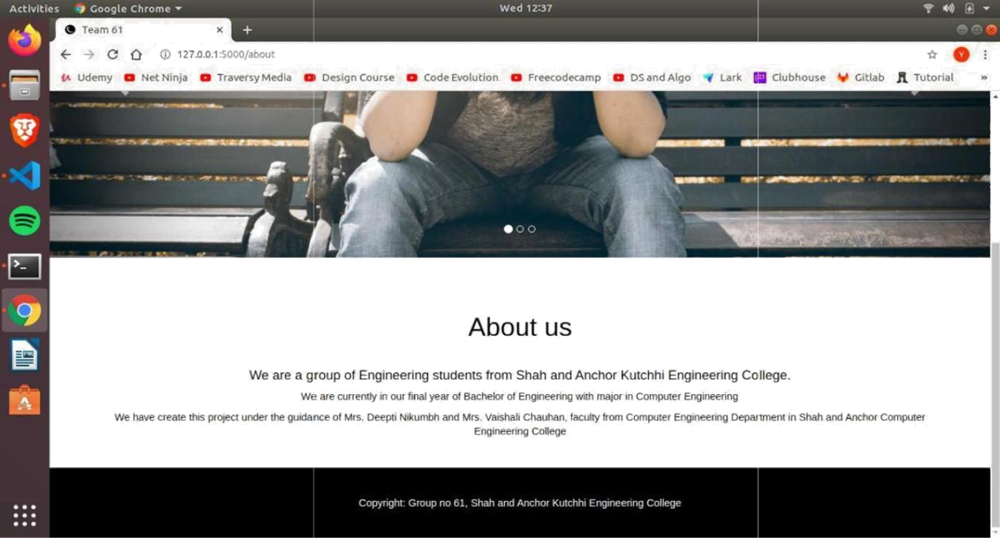 Activities Google Chrome Wed 12:37
Team 61
127.0.0.1:5000/about
Y
Udemy Net Ninja Traversy Media Design Course Code Evolution Freecodecamp DS and Algo Lark Clubhouse Gitlab Tutorial »
About us
We are a group of Engineering students from Shah and Anchor Kutchhi Engineering College.
We are currently in our final year of Bachelor of Engineering with major in Computer Engineering
We have create this project under the guidance of Mrs. Deepti Nikumbh and Mrs. Vaishali Chauhan, faculty from Computer Engineering Department in Shah and Anchor Computer
Engineering College
Copyright: Group no 61, Shah and Anchor Kutchhi Engineering College